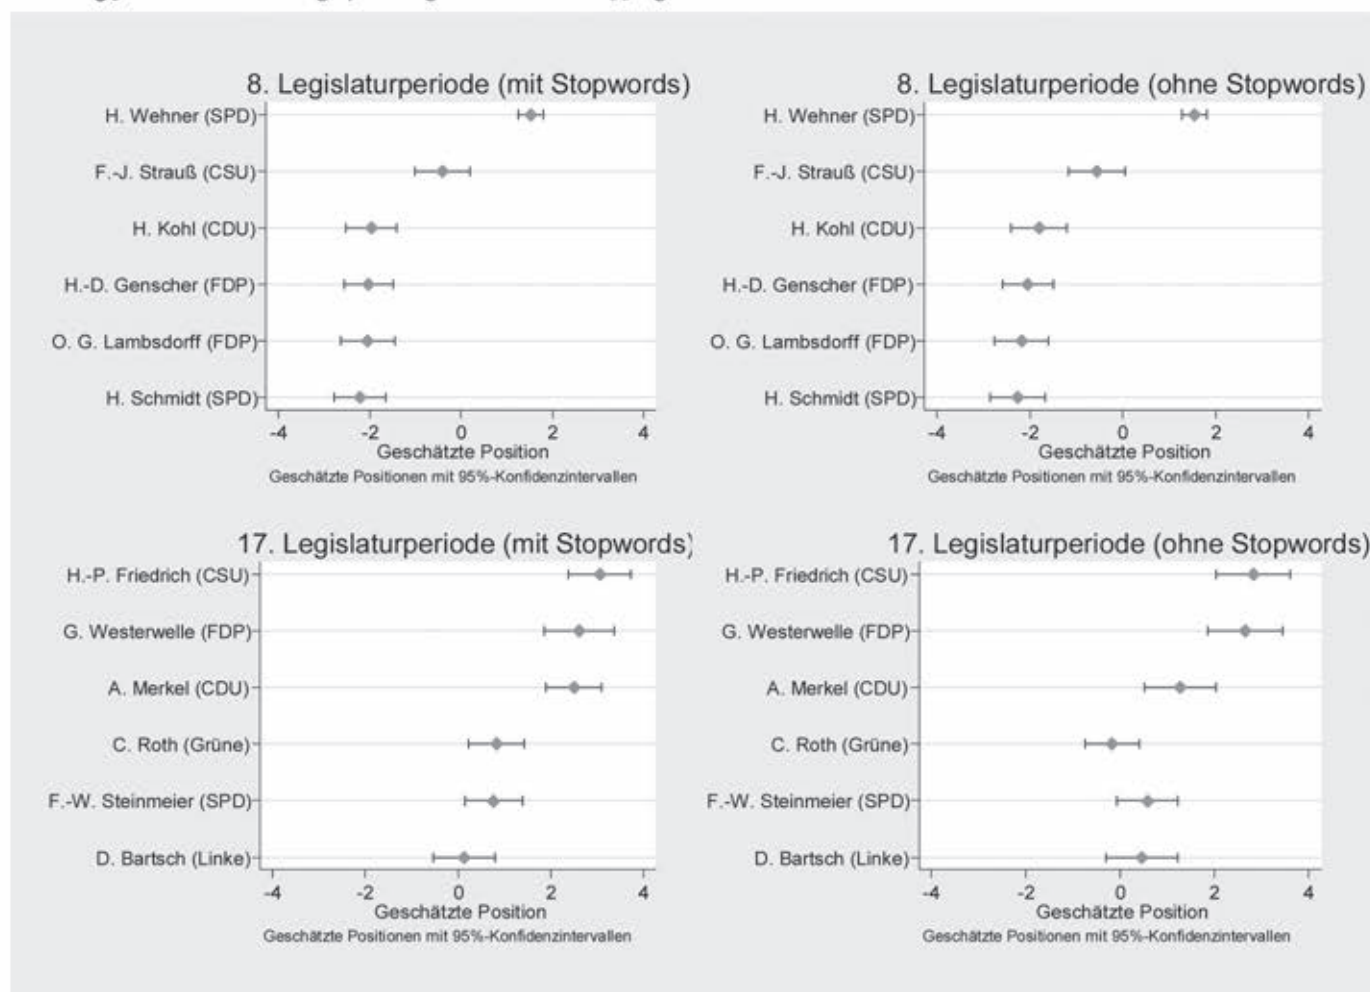 8. Legislaturperiode (mit Stopwords)
H. Wehner (SPD)
F.-J. Strauß (CSU)
H. Kohl (CDU)
H.-D. Genscher (FDP)
O. G. Lambsdorff (FDP)
H. Schmidt (SPD)
-4 -2 0 2 4
Geschätzte Position
Geschätzte Positionen mit 95%-Konfidenzintervallen
8. Legislaturperiode (ohne Stopwords)
H. Wehner (SPD)
F.-J. Strauß (CSU)
H. Kohl (CDU)
H.-D. Genscher (FDP)
O. G. Lambsdorff (FDP)
H. Schmidt (SPD)
-4 -2 0 2 4
Geschätzte Position
Geschätzte Positionen mit 95%-Konfidenzintervallen
17. Legislaturperiode (mit Stopwords)
H.-P. Friedrich (CSU)
G. Westerwelle (FDP)
A. Merkel (CDU)
C. Roth (Grüne)
F.-W. Steinmeier (SPD)
D. Bartsch (Linke)
-4 -2 0 2 4
Geschätzte Position
Geschätzte Positionen mit 95%-Konfidenzintervallen
17. Legislaturperiode (ohne Stopwords)
H.-P. Friedrich (CSU)
G. Westerwelle (FDP)
A. Merkel (CDU)
C. Roth (Grüne)
F.-W. Steinmeier (SPD)
D. Bartsch (Linke)
-4 -2 0 2 4
Geschätzte Position
Geschätzte Positionen mit 95%-Konfidenzintervallen